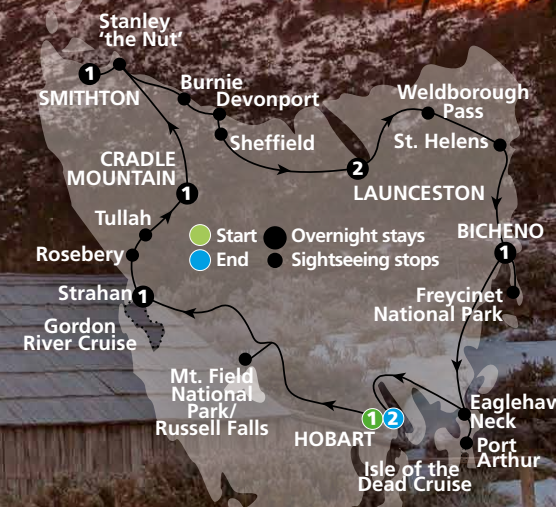 Stanley
‘the Nut’
1
SMITHTON
Burnie
Devonport
Sheffield
Weldborough
Pass
St. Helens
2
LAUNCESTON
CRADLE
MOUNTAIN
1
Tullah
Rosebery
Start
Overnight stays
End
Sightseeing stops
BICHENO
1
Freycinet
National Park
Strahan
1
Gordon
River Cruise
Mt. Field
National
Park/
Russell Falls
1
2
HOBART
Eaglehav
Neck
Port
Arthur
Isle of the
Dead Cruise